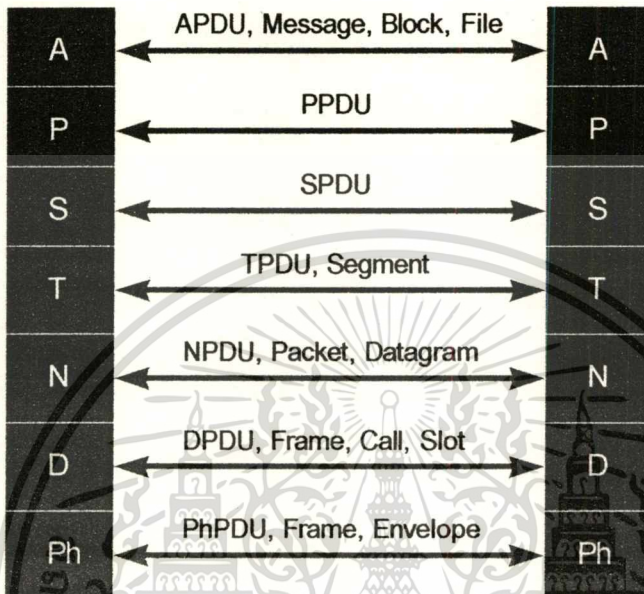 A APDU, Message, Block, File A
P PPDU P
S SPDU S
T TPDU, Segment T
N NPDU, Packet, Datagram N
D DPDU, Frame, Call, Slot D
Ph PhPDU, Frame, Envelope Ph